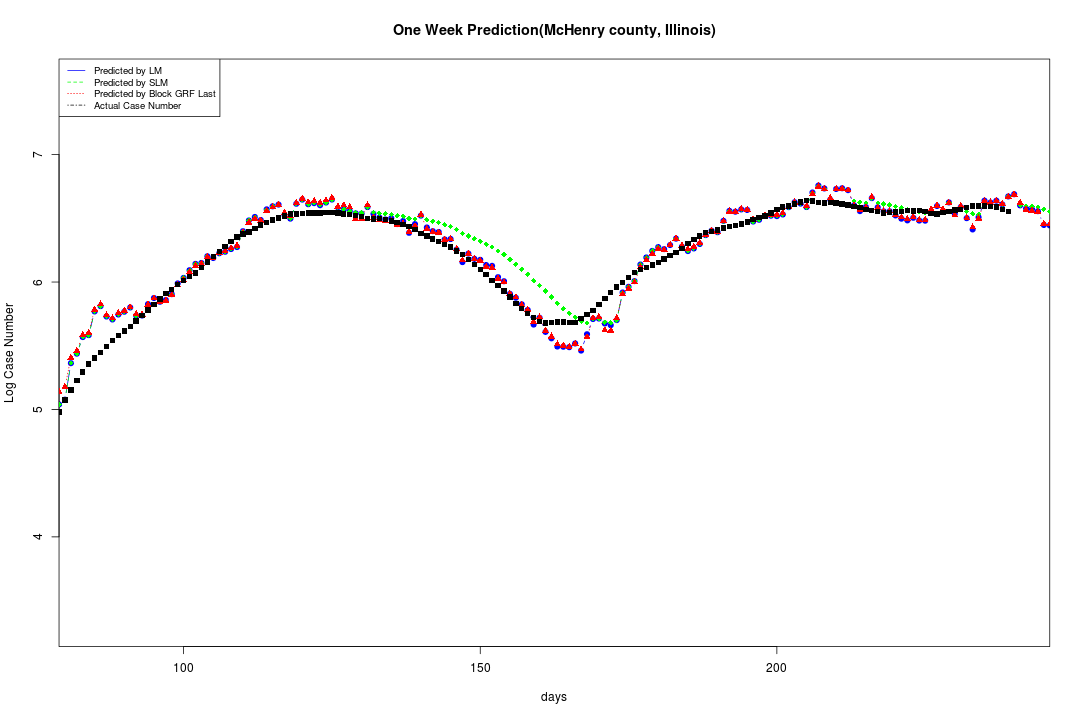 One Week Prediction(McHenry county, Illinois)
Predicted by LM
Predicted by SLM
Predicted by Block GRF Last
Actual Case Number
7
6
5
4
Log Case Number
100
150
200
days